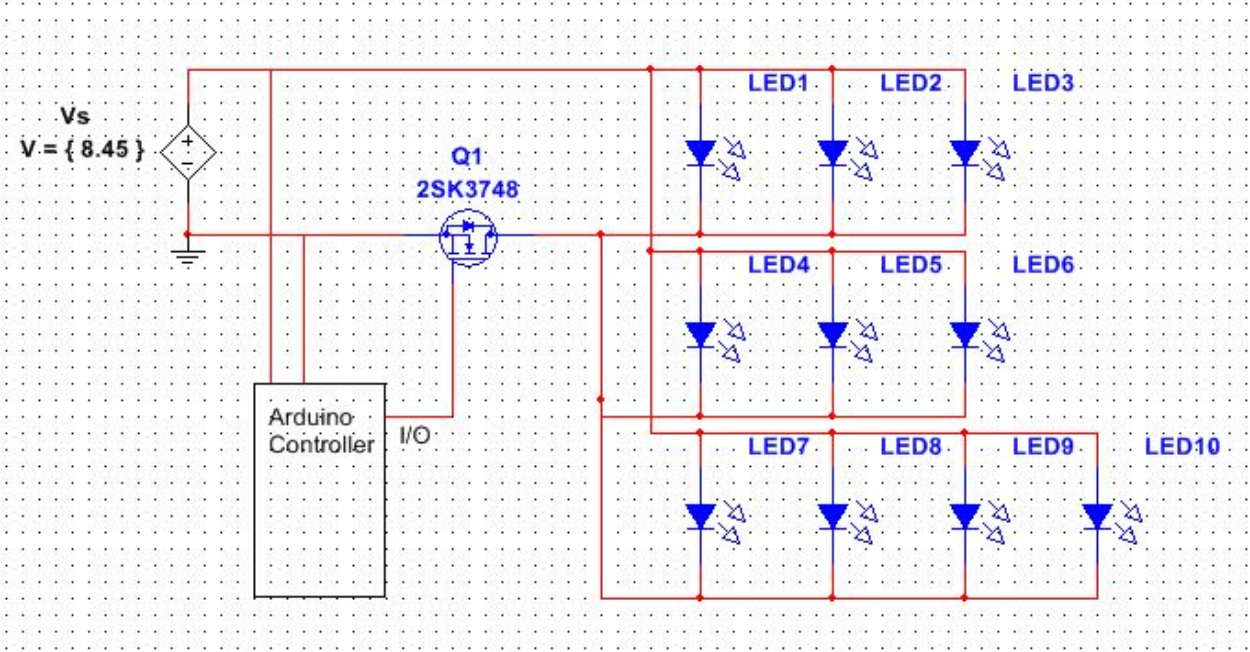 Vs
V = { 8.45 }
+
−
Q1
2SK3748
LED1
LED2
LED3
LED4
LED5
LED6
LED7
LED8
LED9
LED10
Arduino
Controller
I/O